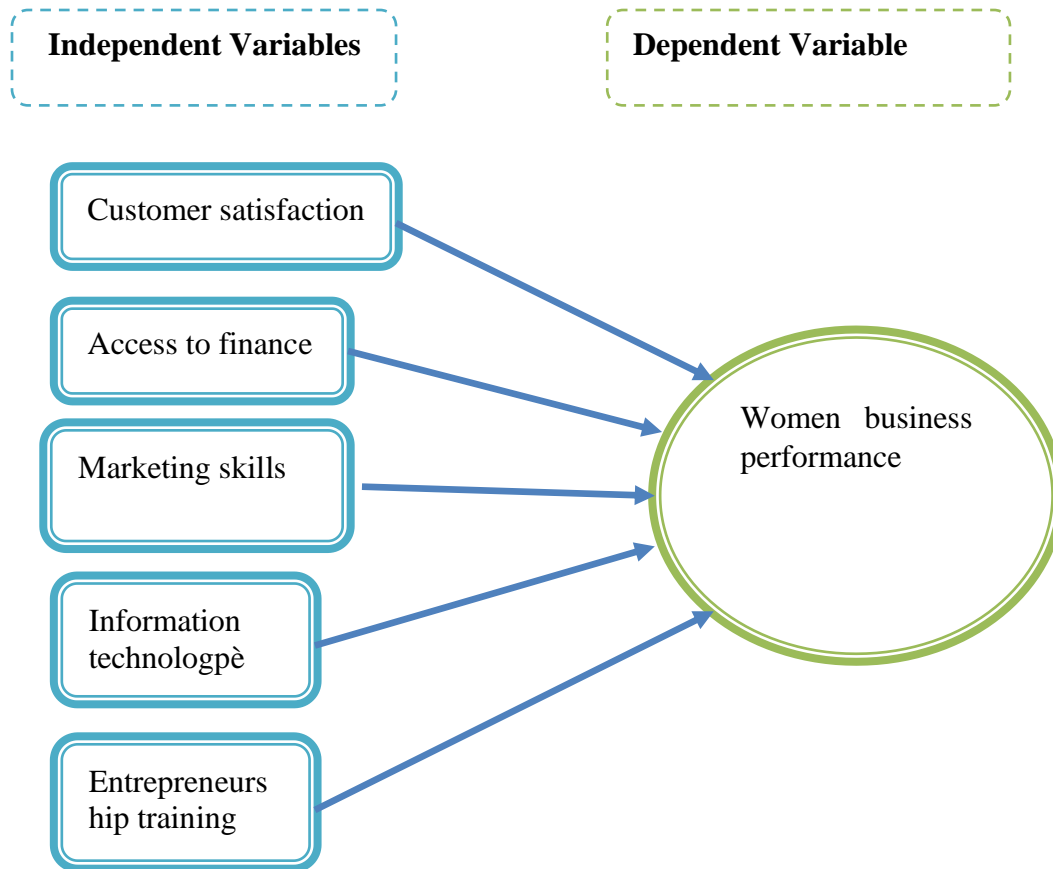 Independent Variables
Dependent Variable
Customer satisfaction
Access to finance
Marketing skills
Information
technologpè
Entrepreneurs
hip training
Women business
performance